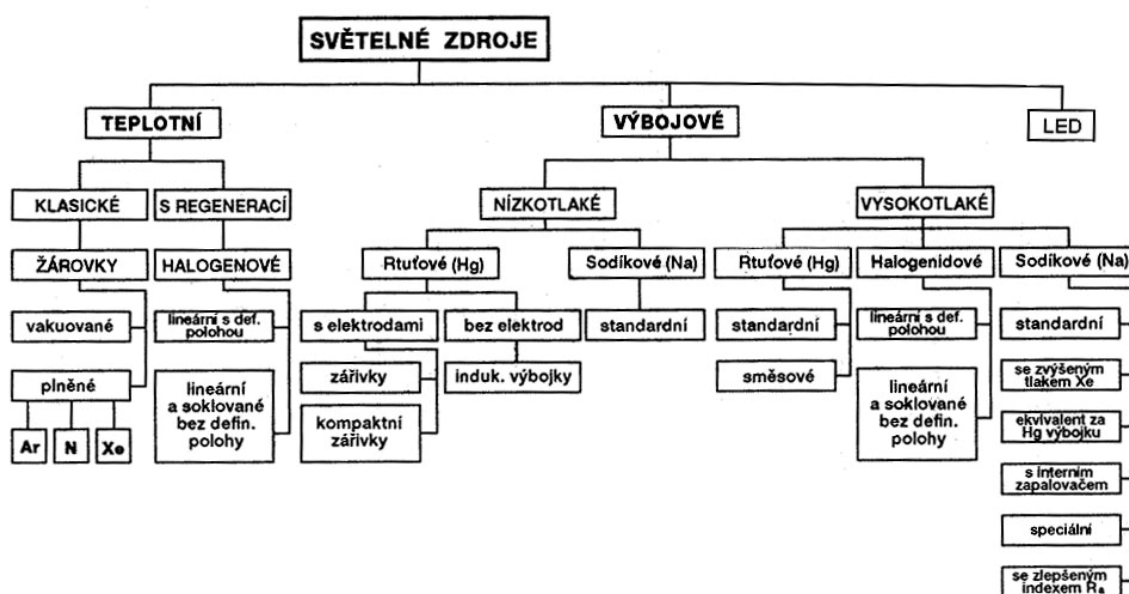 SVĚTELNÉ ZDROJE
TEPLOTNÍ
VÝBOJOVÉ
LED
KLASICKÉ
S REGENERACÍ
NÍZKOTLAKÉ
VYSOKOTLAKÉ
ŽÁROVKY
HALOGENOVÉ
Rtuťové (Hg)
Sodíkové (Na)
Rtuťové (Hg)
Halogenidové
Sodíkové (Na)
vakuované
lineární s def.
polohou
s elektrodami
bez elektrod
standardní
standardní
lineární s def.
polohou
standardní
plněné
lineární
a soklované
bez defin.
polohy
zářivky
induk. výbojky
směsové
lineární
a soklované
bez defin.
polohy
se zvýšeným
tlakem Xe
Ar
N
Xe
kompaktní
zářivky
ekvivalent za
Hg výbojku
s interním
zapalovačem
speciální
se zlepšeným
indexem Ra